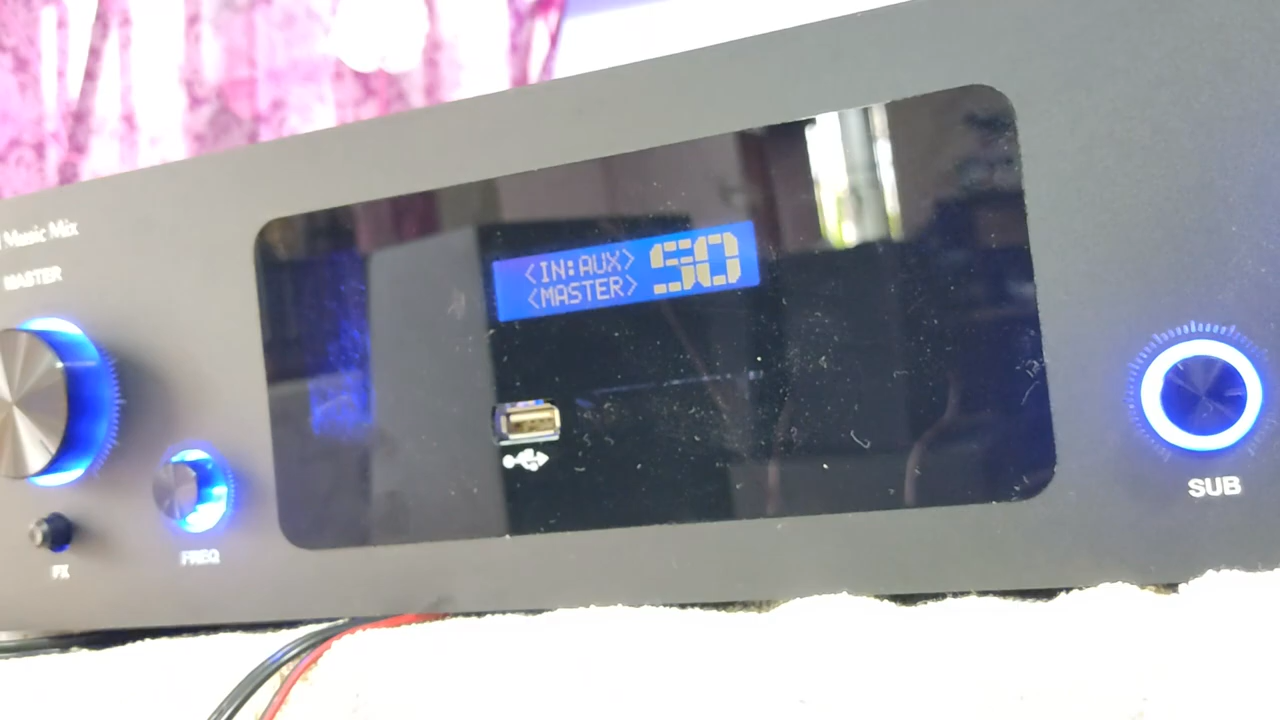 Music Mix
MASTER
<IN:AUX> 50
<MASTER>
FREQ
FX
SUB